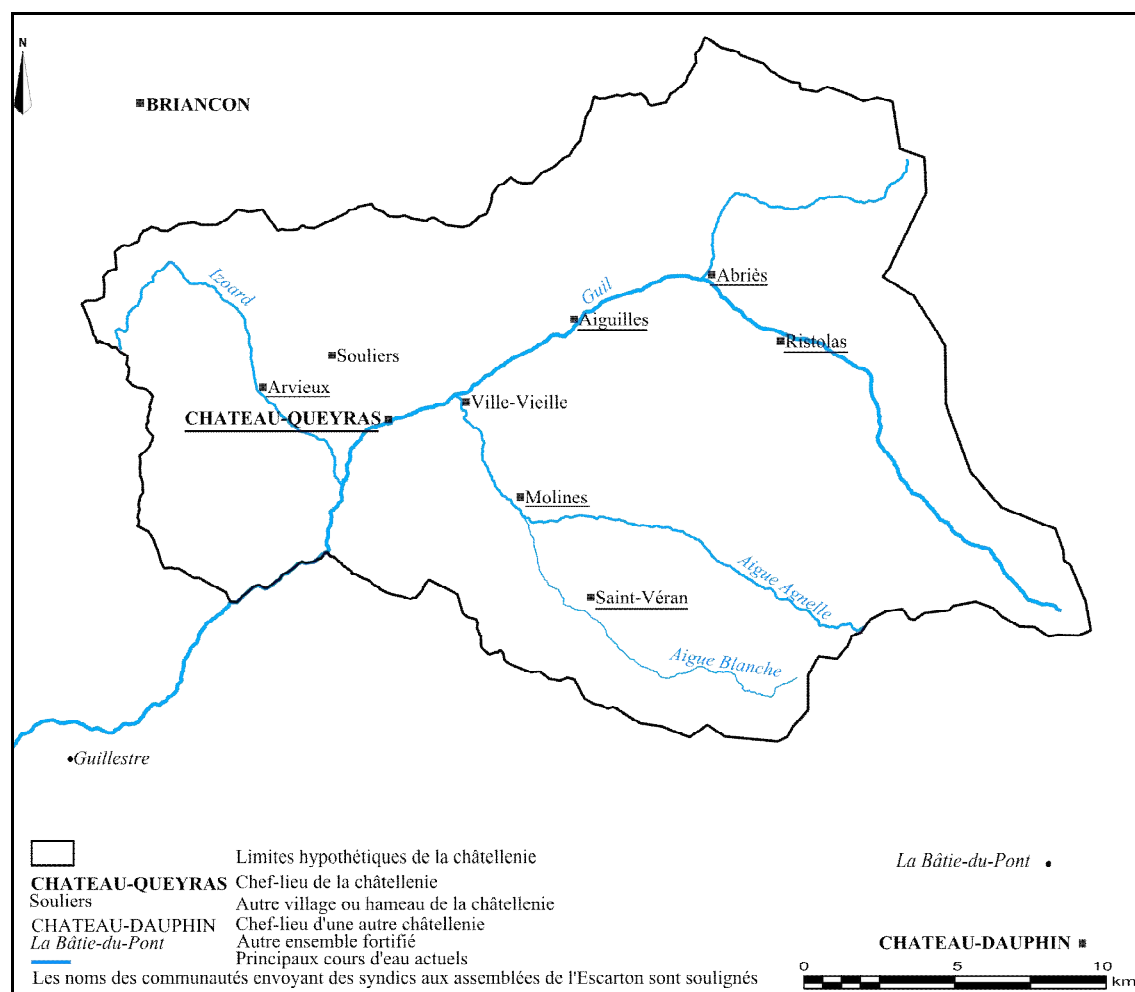 N
BRIANCON
Izoard
Guil
Abriès
Aiguilles
Ristolas
Souliers
Arvieux
Ville-Vieille
CHATEAU-QUEYRAS
Molines
Aigue Agnelle
Saint-Véran
Aigue Blanche
Guillestre
Limites hypothétiques de la châtellenie
CHATEAU-QUEYRAS Chef-lieu de la châtellenie
Souliers Autre village ou hameau de la châtellenie
CHATEAU-DAUPHIN Chef-lieu d'une autre châtellenie
La Bâtie-du-Pont Autre ensemble fortifié
Principaux cours d'eau actuels
Les noms des communautés envoyant des syndics aux assemblées de l'Escarton sont soulignés
La Bâtie-du-Pont
CHATEAU-DAUPHIN
0 5 10
km